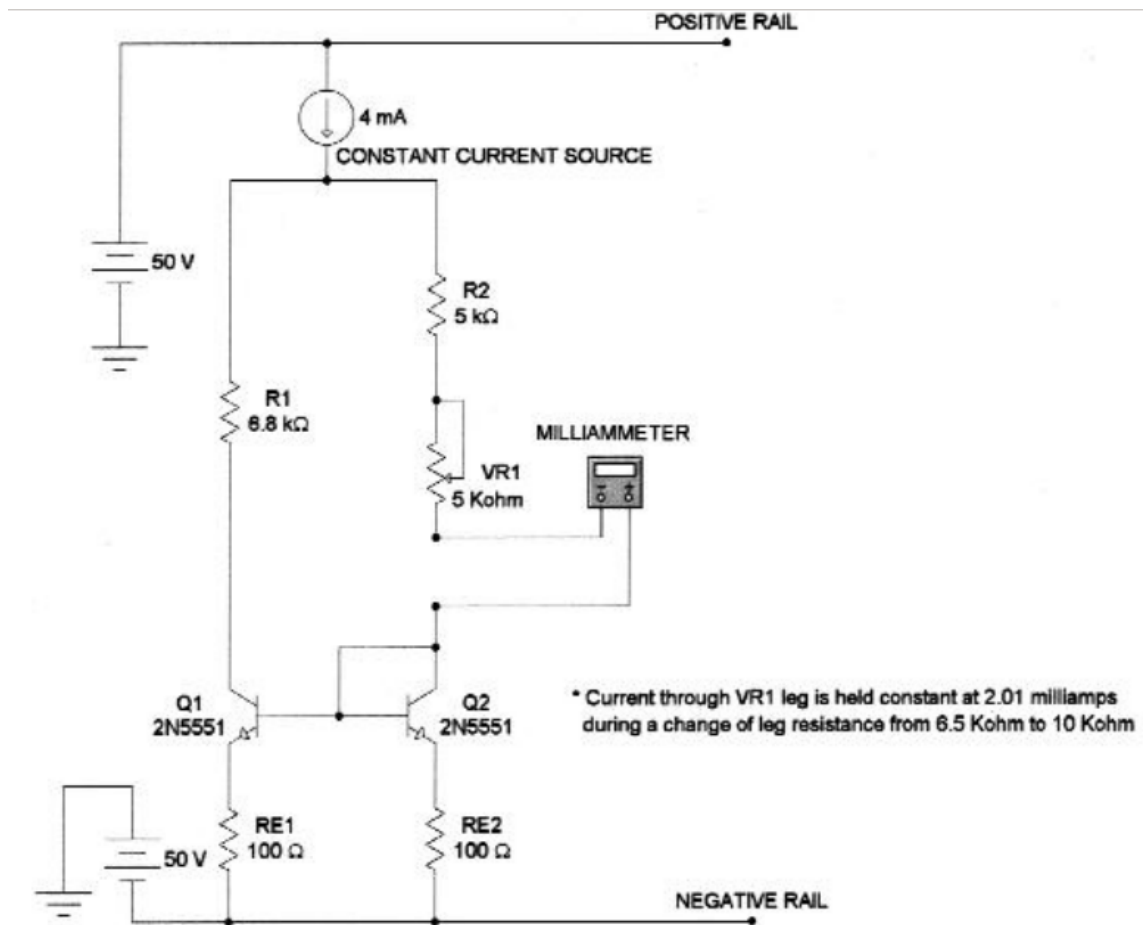 POSITIVE RAIL
4 mA
CONSTANT CURRENT SOURCE
50 V
R2
5 kΩ
R1
6.8 kΩ
MILLIAMMETER
VR1
5 Kohm
Q1
2N5551
Q2
2N5551
* Current through VR1 leg is held constant at 2.01 milliamps
during a change of leg resistance from 6.5 Kohm to 10 Kohm
RE1
100 Ω
RE2
100 Ω
50 V
NEGATIVE RAIL